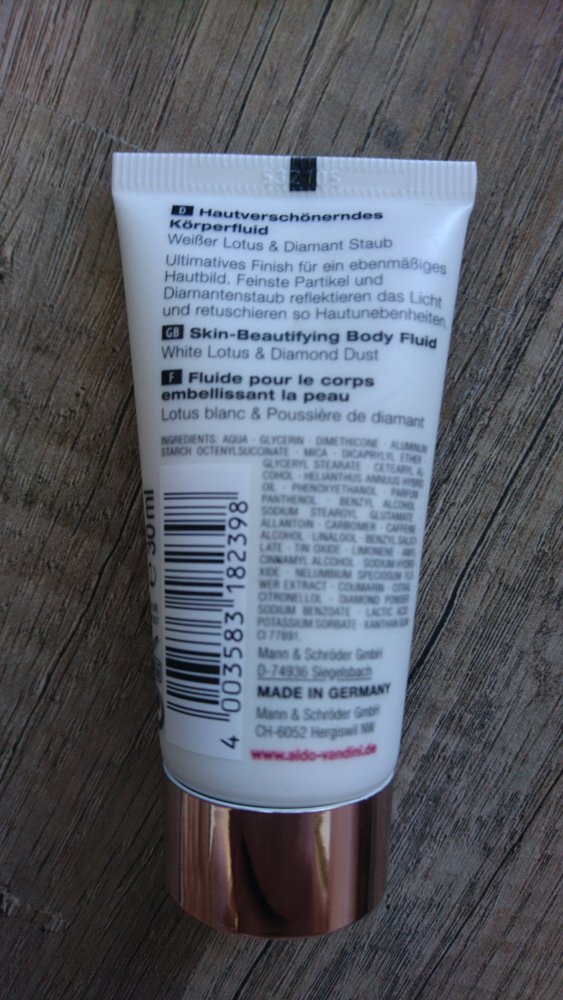 D Hautverschönerndes
Körperfluid
Weißer Lotus & Diamant Staub
Ultimatives Finish für ein ebenmäßiges
Hautbild. Feinste Partikel und
Diamantenstaub reflektieren das Licht
und retuschieren so Hautunebenheiten.
GB Skin-Beautifying Body Fluid
White Lotus & Diamond Dust
F Fluide pour le corps
embellissant la peau
Lotus blanc & Poussière de diamant
INGREDIENTS: AQUA · GLYCERIN · DIMETHICONE · ALUMINUM
STARCH OCTENYLSUCCINATE · MICA · DICAPRYLYL ETHER ·
GLYCERYL STEARATE · CETEARYL AL-
COHOL · HELIANTHUS ANNUUS HYBRID
OIL · PHENOXYETHANOL · PARFUM ·
PANTHENOL · BENZYL ALCOHOL ·
SODIUM STEAROYL GLUTAMATE ·
ALLANTOIN · CARBOMER · CAFFEINE ·
ALCOHOL · LINALOOL · BENZYL SALICY-
LATE · TIN OXIDE · LIMONENE · AMYL
CINNAMYL ALCOHOL · SODIUM HYDRO-
XIDE · NELUMBIUM SPECIOSUM FLO-
WER EXTRACT · COUMARIN · CITRAL ·
CITRONELLOL · DIAMOND POWDER ·
SODIUM BENZOATE · LACTIC ACID ·
POTASSIUM SORBATE · XANTHAN GUM ·
CI 77891.
Mann & Schröder GmbH
D-74936 Siegelsbach
MADE IN GERMANY
Mann & Schröder GmbH
CH-6052 Hergiswil NW
www.aldo-vandini.de
4 003583 182398
℮ 30 ml